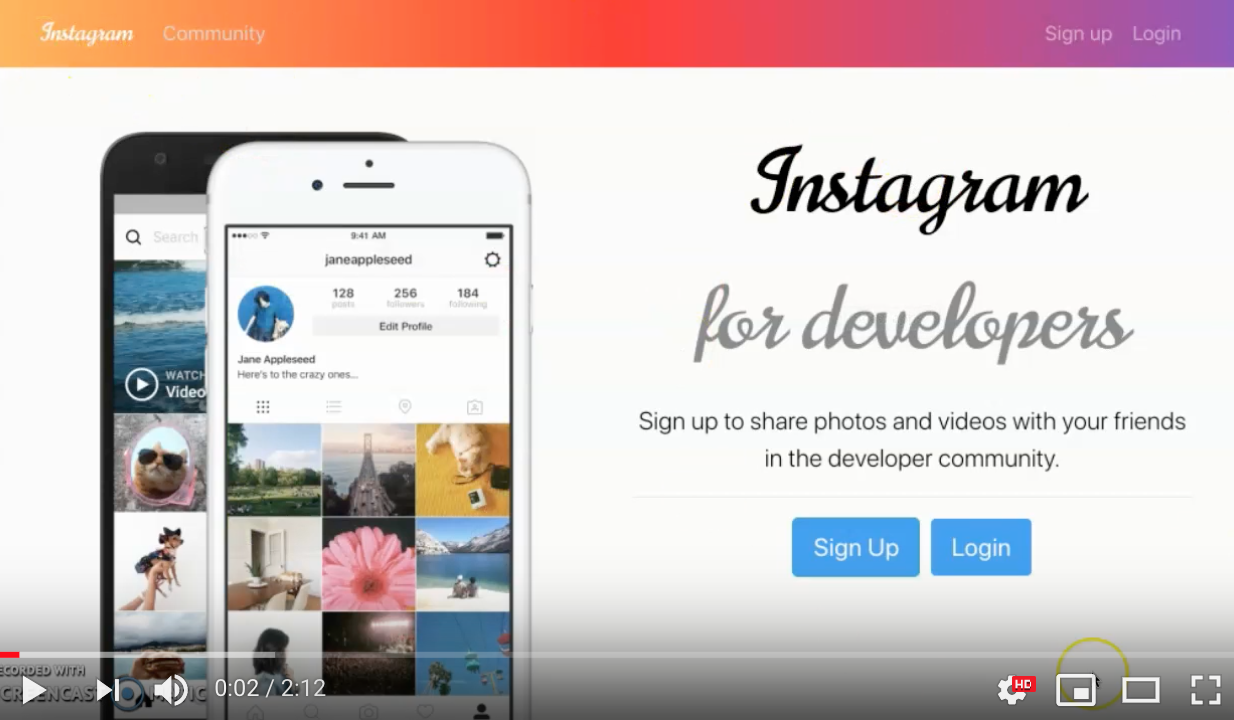 Instagram Community Sign up Login
Instagram
for developers
Sign up to share photos and videos with your friends
in the developer community.
Sign Up Login
Search
WATCH
Video
9:41 AM
janeappleseed
128 256 184
posts followers following
Edit Profile
Jane Appleseed
Here's to the crazy ones...
RECORDED WITH
0:02 / 2:12
HD